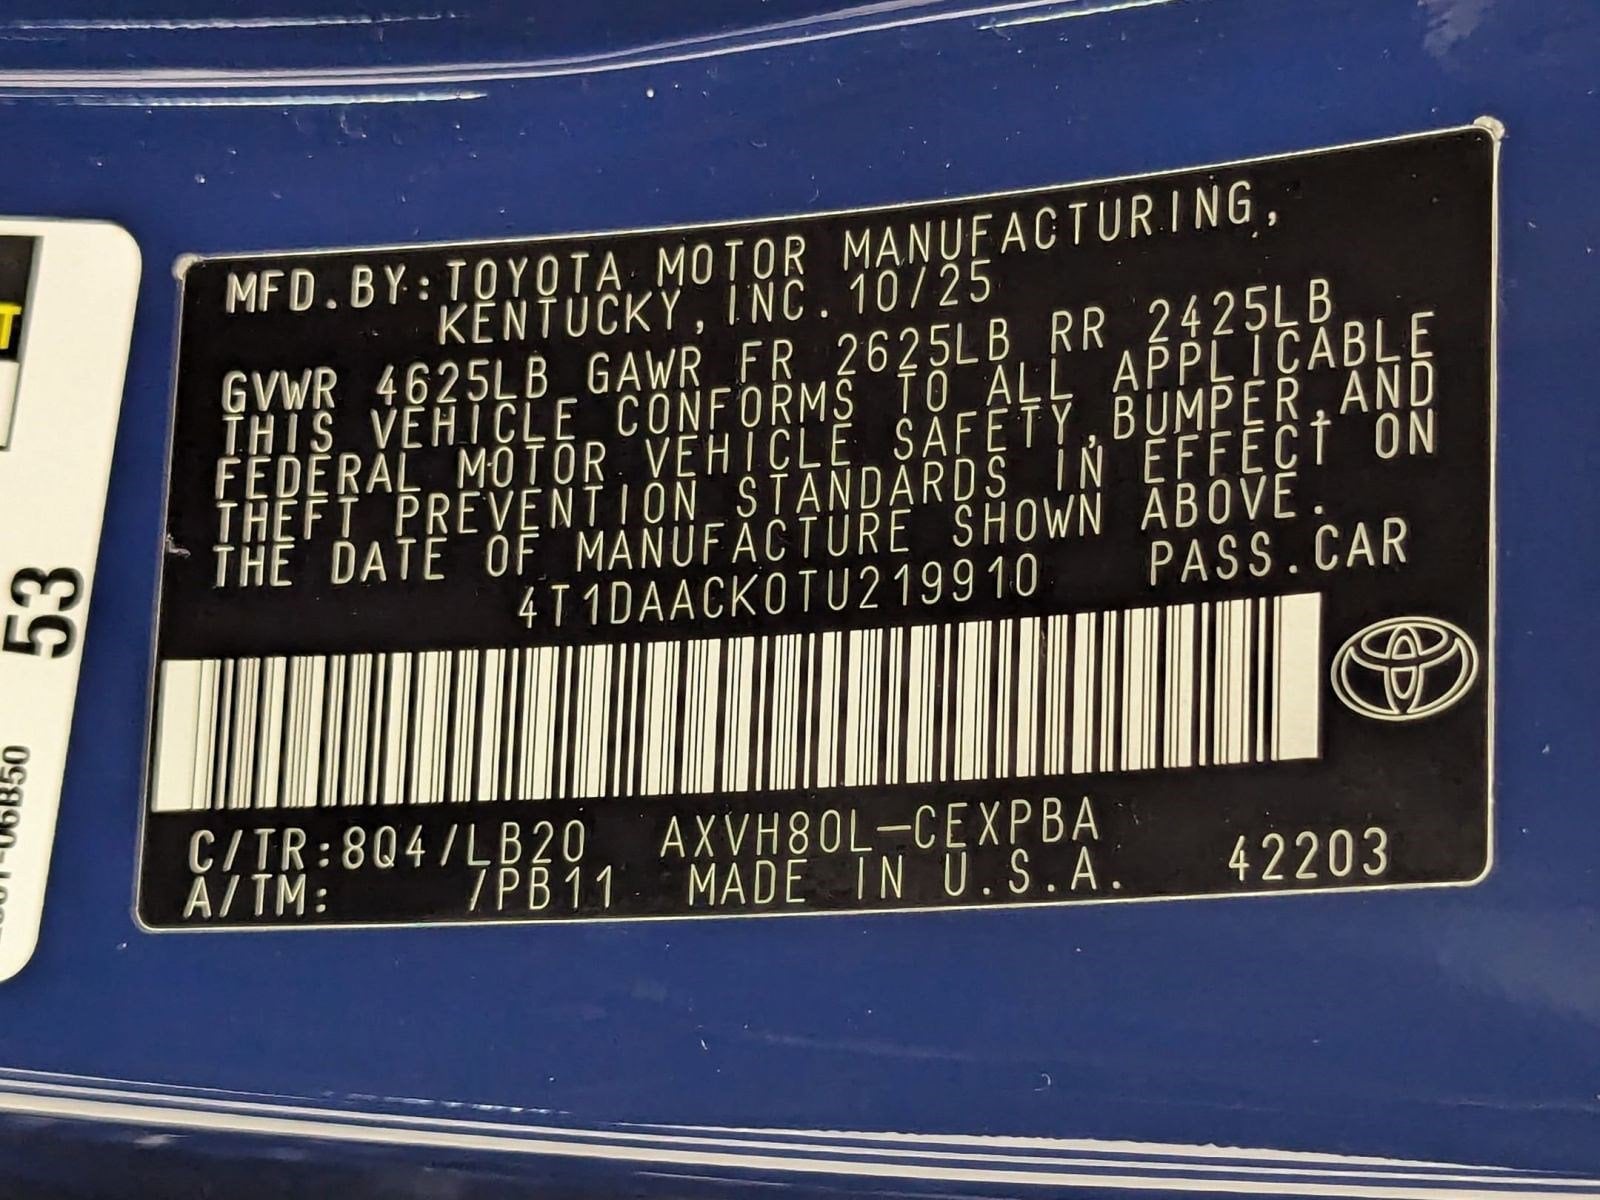 MFD.BY:TOYOTA MOTOR MANUFACTURING,
KENTUCKY, INC. 10/25
GVWR 4625LB GAWR FR 2625LB RR 2425LB
THIS VEHICLE CONFORMS TO ALL APPLICABLE
FEDERAL MOTOR VEHICLE SAFETY,BUMPER,AND
THEFT PREVENTION STANDARDS IN EFFECT ON
THE DATE OF MANUFACTURE SHOWN ABOVE.
4T1DAACK0TU219910 PASS.CAR
C/TR:8Q4/LB20 AXVH80L-CEXPBA
A/TM: /PB11 MADE IN U.S.A. 42203
53